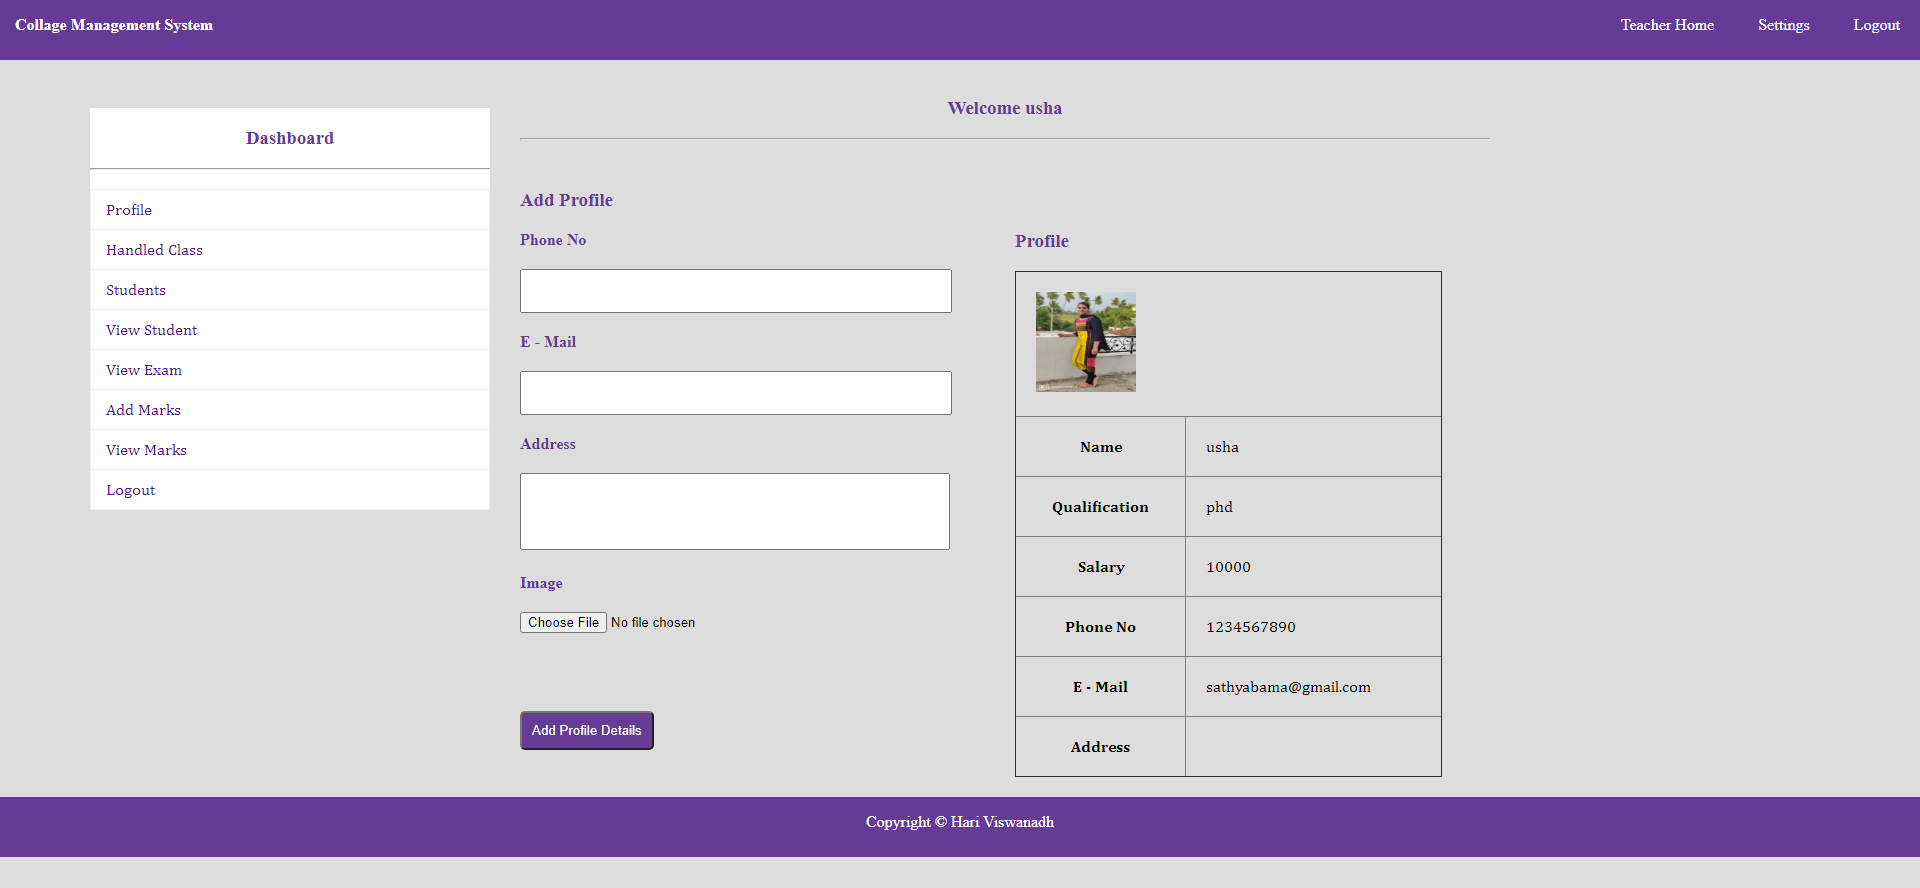 Collage Management System
Teacher Home
Settings
Logout
Dashboard
Profile
Handled Class
Students
View Student
View Exam
Add Marks
View Marks
Logout
Welcome usha
Add Profile
Phone No
E - Mail
Address
Image
Choose File No file chosen
Add Profile Details
Profile
Name usha
Qualification phd
Salary 10000
Phone No 1234567890
E - Mail sathyabama@gmail.com
Address
Copyright © Hari Viswanadh